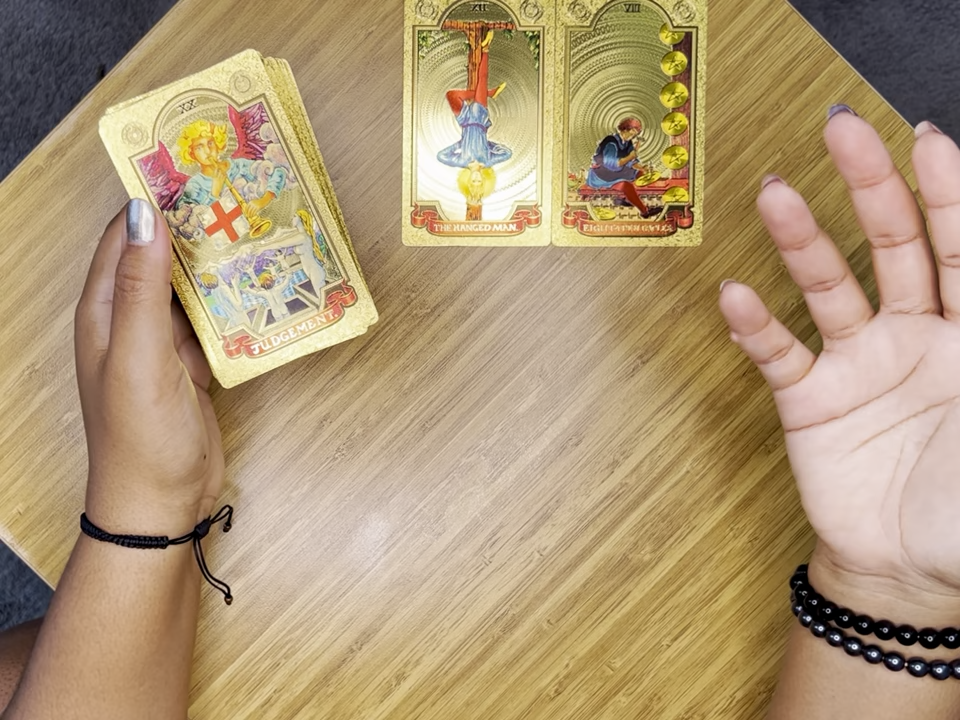 XX
JUDGEMENT.
XII
THE HANGED MAN.
VIII